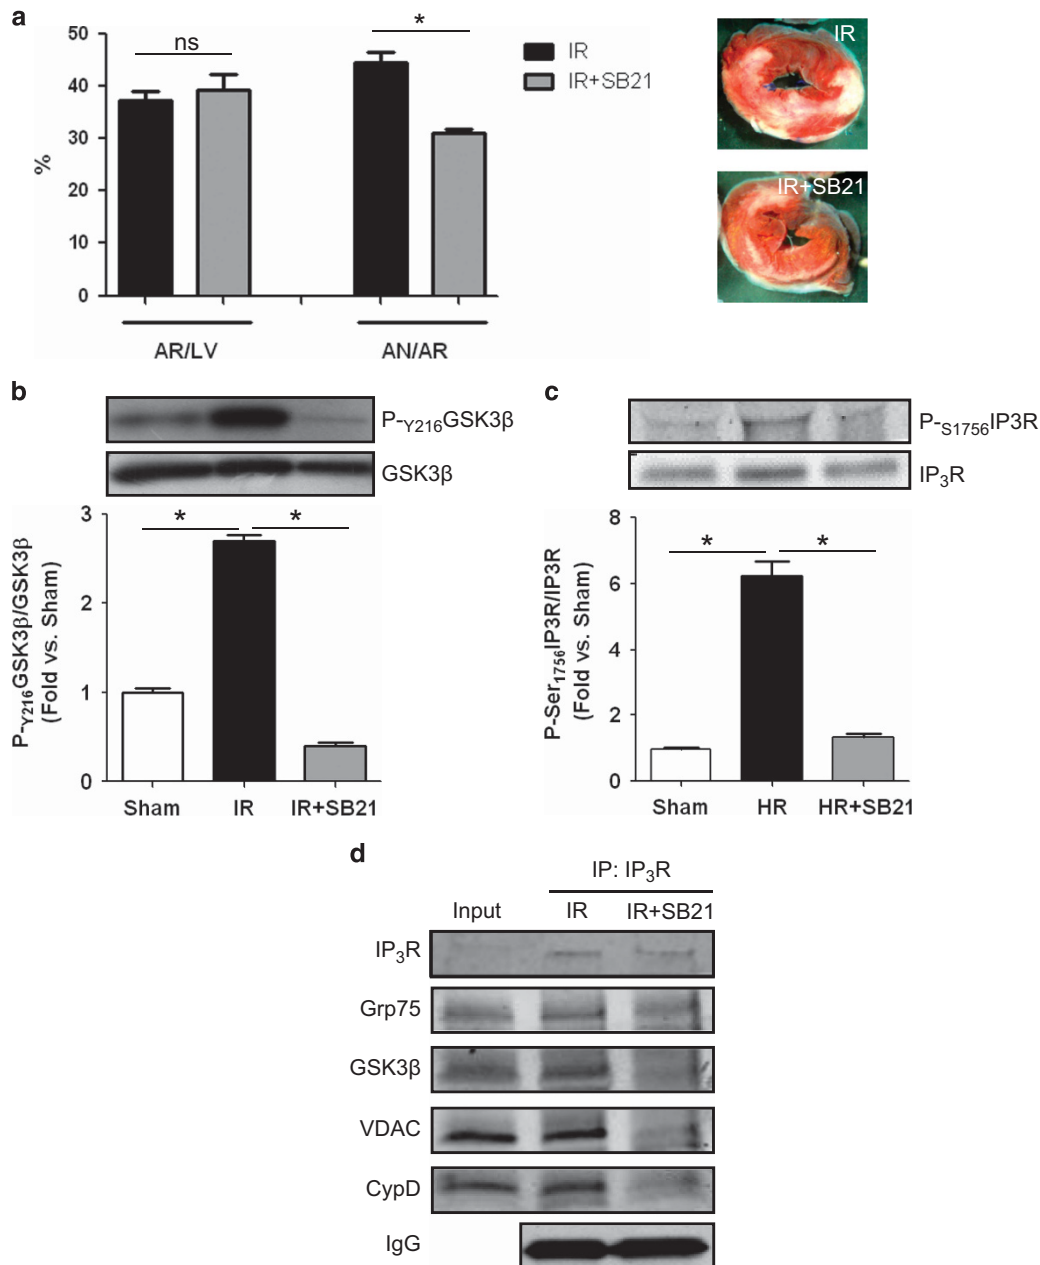 a
50
40
30
20
10
0
%
ns
*
IR
IR+SB21
AR/LV
AN/AR
IR
IR+SB21
b
P-Y216GSK3β
GSK3β
3
2
1
0
P-Y216GSK3β/GSK3β
(Fold vs. Sham)
*
*
Sham
IR
IR+SB21
c
P-S1756IP3R
IP3R
8
6
4
2
0
P-Ser1756IP3R/IP3R
(Fold vs. Sham)
*
*
Sham
HR
HR+SB21
d
IP: IP3R
Input
IR
IR+SB21
IP3R
Grp75
GSK3β
VDAC
CypD
IgG